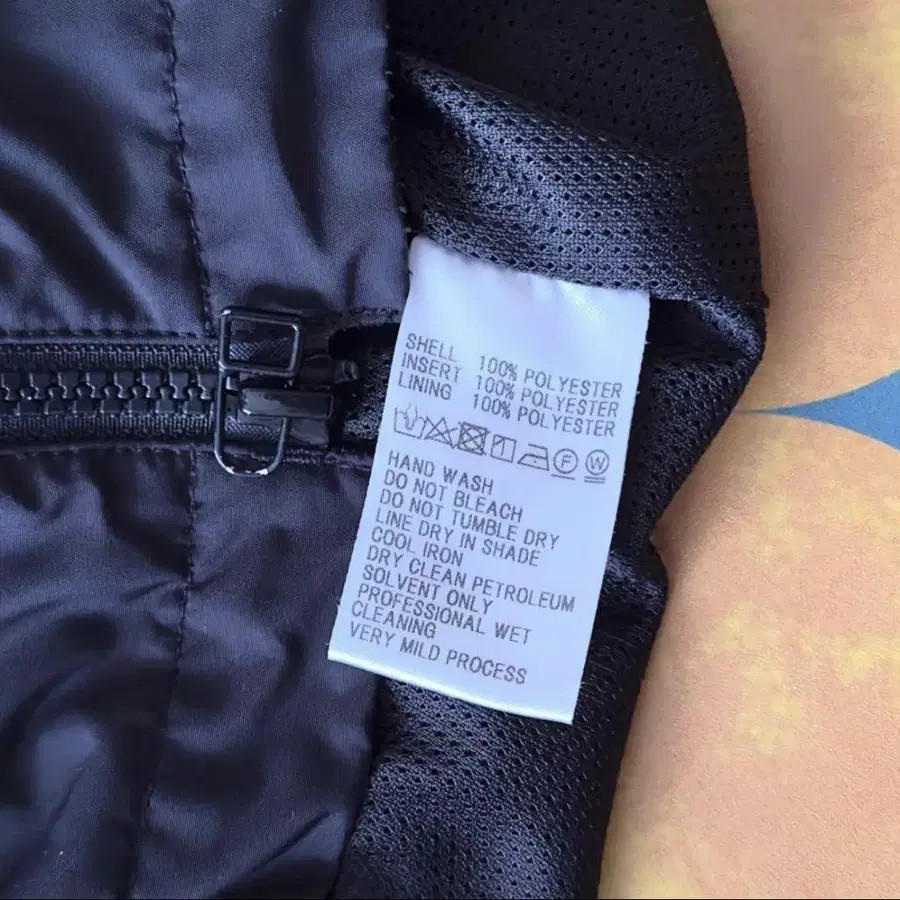 SHELL 100% POLYESTER
INSERT 100% POLYESTER
LINING 100% POLYESTER
F W
HAND WASH
DO NOT BLEACH
DO NOT TUMBLE DRY
LINE DRY IN SHADE
COOL IRON
DRY CLEAN PETROLEUM
SOLVENT ONLY
PROFESSIONAL WET
CLEANING
VERY MILD PROCESS